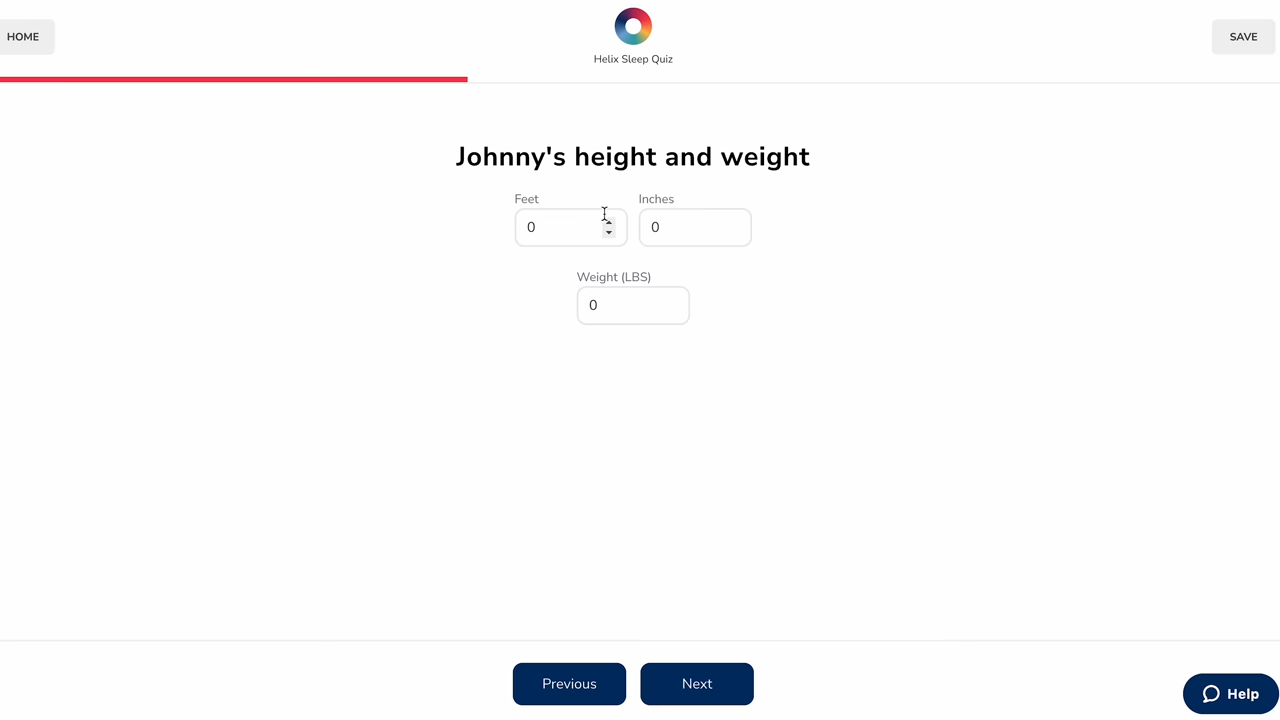 HOME
Helix Sleep Quiz
SAVE
Johnny's height and weight
Feet
Inches
0
0
Weight (LBS)
0
Previous
Next
Help